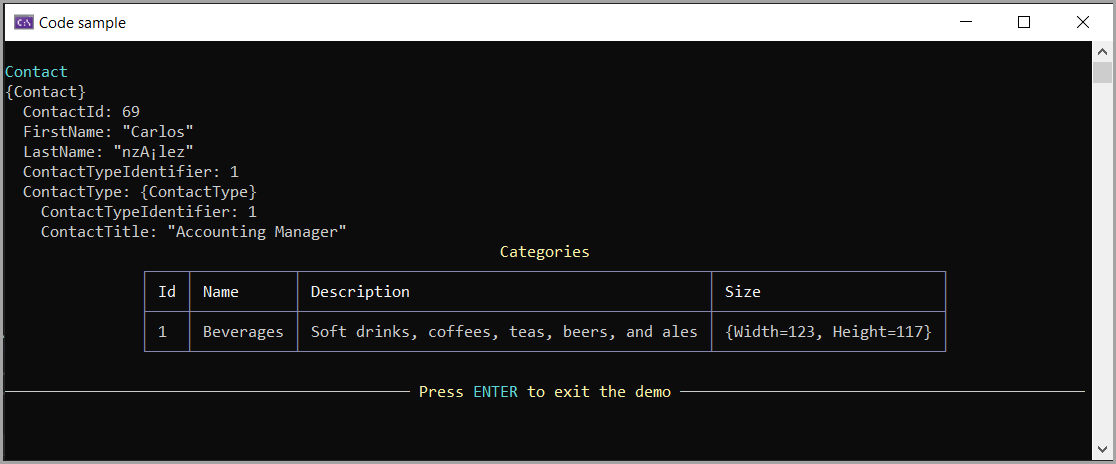 Code sample
Contact
{Contact}
  ContactId: 69
  FirstName: "Carlos"
  LastName: "nzA¡lez"
  ContactTypeIdentifier: 1
  ContactType: {ContactType}
    ContactTypeIdentifier: 1
    ContactTitle: "Accounting Manager"
Categories
Id Name Description Size
1 Beverages Soft drinks, coffees, teas, beers, and ales {Width=123, Height=117}
Press ENTER to exit the demo